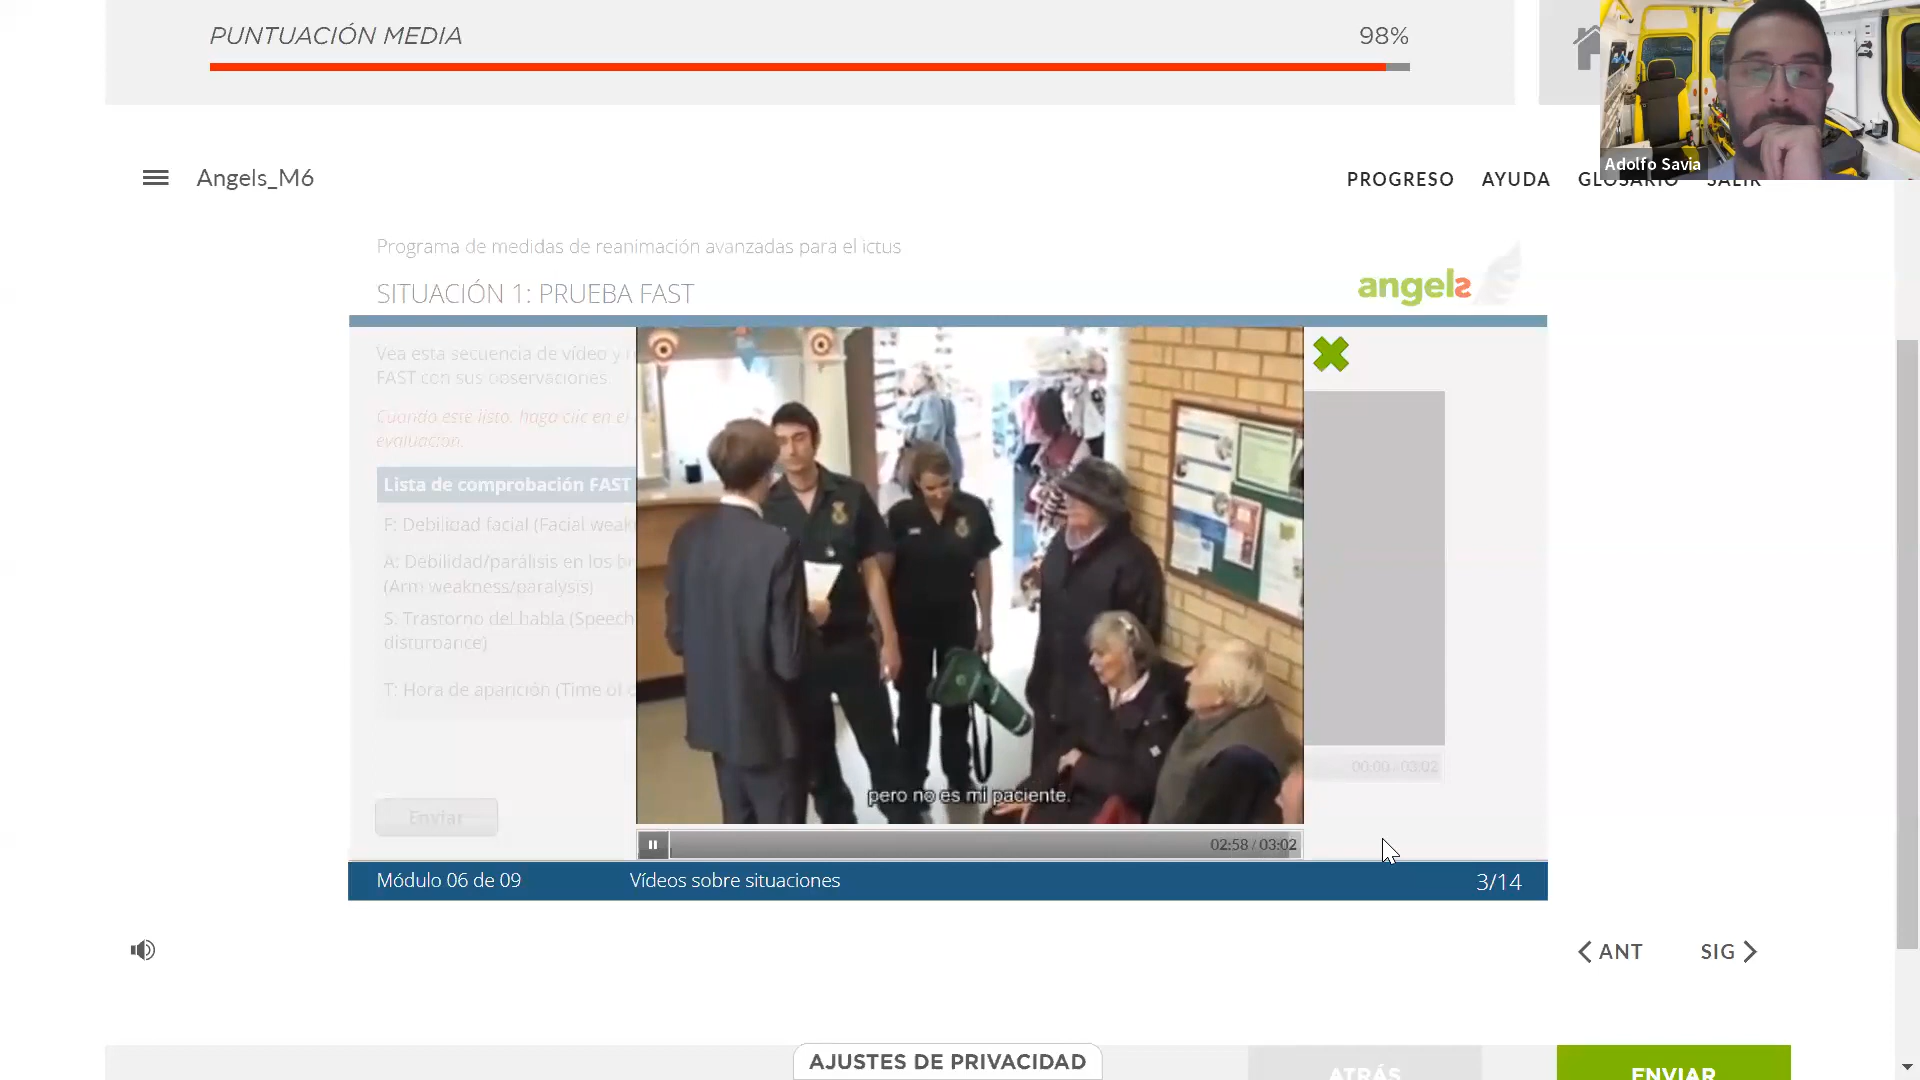 PUNTUACIÓN MEDIA
98%
Adolfo Savia
Angels_M6
PROGRESO
AYUDA
GLOSARIO
SALIR
Programa de medidas de reanimación avanzadas para el ictus
SITUACIÓN 1: PRUEBA FAST
angels
Vea esta secuencia de vídeo y
FAST con sus observaciones
Cuando esté listo, haga clic en el
evaluación.
Lista de comprobación FAST
F: Debilidad facial (Facial
A: Debilidad/parálisis en los
(Arm weakness/paralysis)
S: Trastorno del habla (Speech
disturbance)
T: Hora de aparición (Time of
Enviar
pero no es mi paciente.
02:58 / 03:02
00:00 / 03:02
Módulo 06 de 09
Vídeos sobre situaciones
3/14
ANT
SIG
AJUSTES DE PRIVACIDAD
ATRÁS
ENVIAR